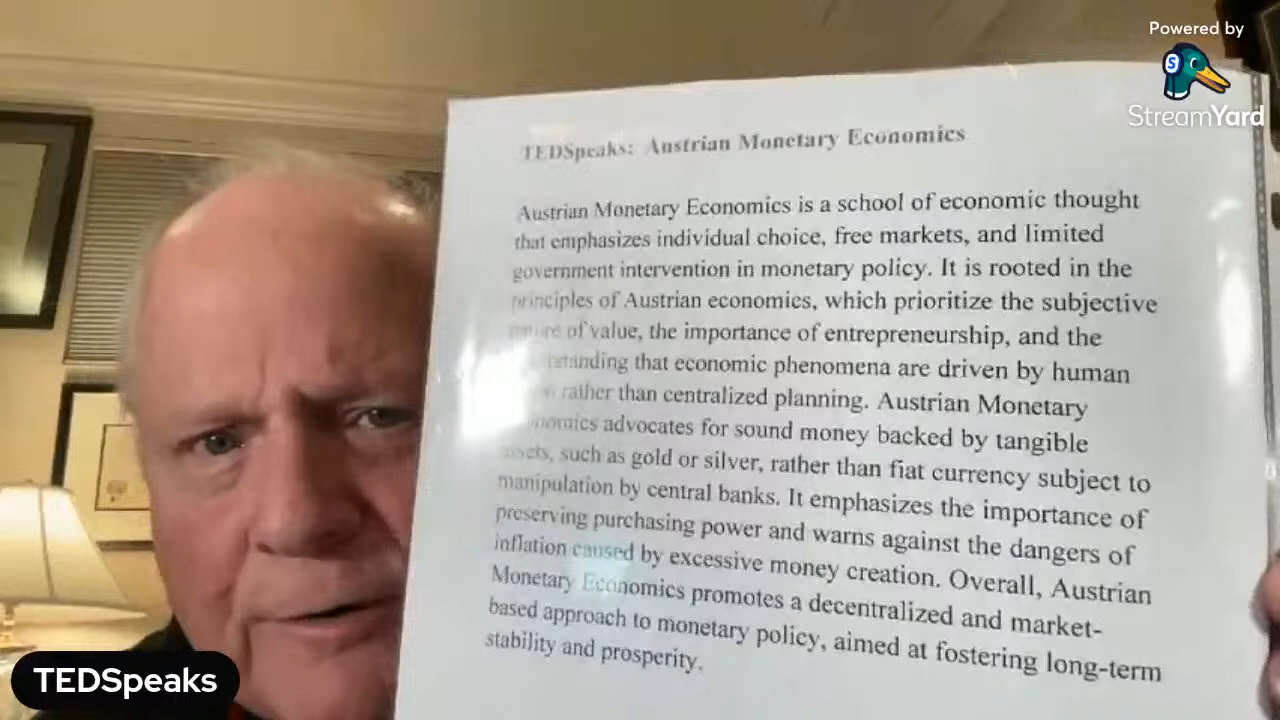 Powered by
StreamYard
TEDSpeaks: Austrian Monetary Economics
Austrian Monetary Economics is a school of economic thought
that emphasizes individual choice, free markets, and limited
government intervention in monetary policy. It is rooted in the
principles of Austrian economics, which prioritize the subjective
of value, the importance of entrepreneurship, and the
that economic phenomena are driven by human
rather than centralized planning. Austrian Monetary
advocates for sound money backed by tangible
assets, such as gold or silver, rather than fiat currency subject to
manipulation by central banks. It emphasizes the importance of
preserving purchasing power and warns against the dangers of
inflation caused by excessive money creation. Overall, Austrian
Monetary Economics promotes a decentralized and market-
based approach to monetary policy, aimed at fostering long-term
stability and prosperity.
TEDSpeaks